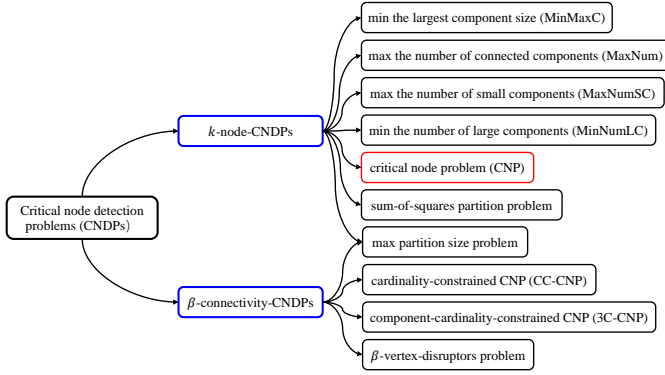 min the largest component size (MinMaxC)
max the number of connected components (MaxNum)
max the number of small components (MaxNumSC)
k-node-CNDPs
min the number of large components (MinNumLC)
critical node problem (CNP)
Critical node detection
problems (CNDPs)
sum-of-squares partition problem
max partition size problem
cardinality-constrained CNP (CC-CNP)
β-connectivity-CNDPs
component-cardinality-constrained CNP (3C-CNP)
β-vertex-disruptors problem